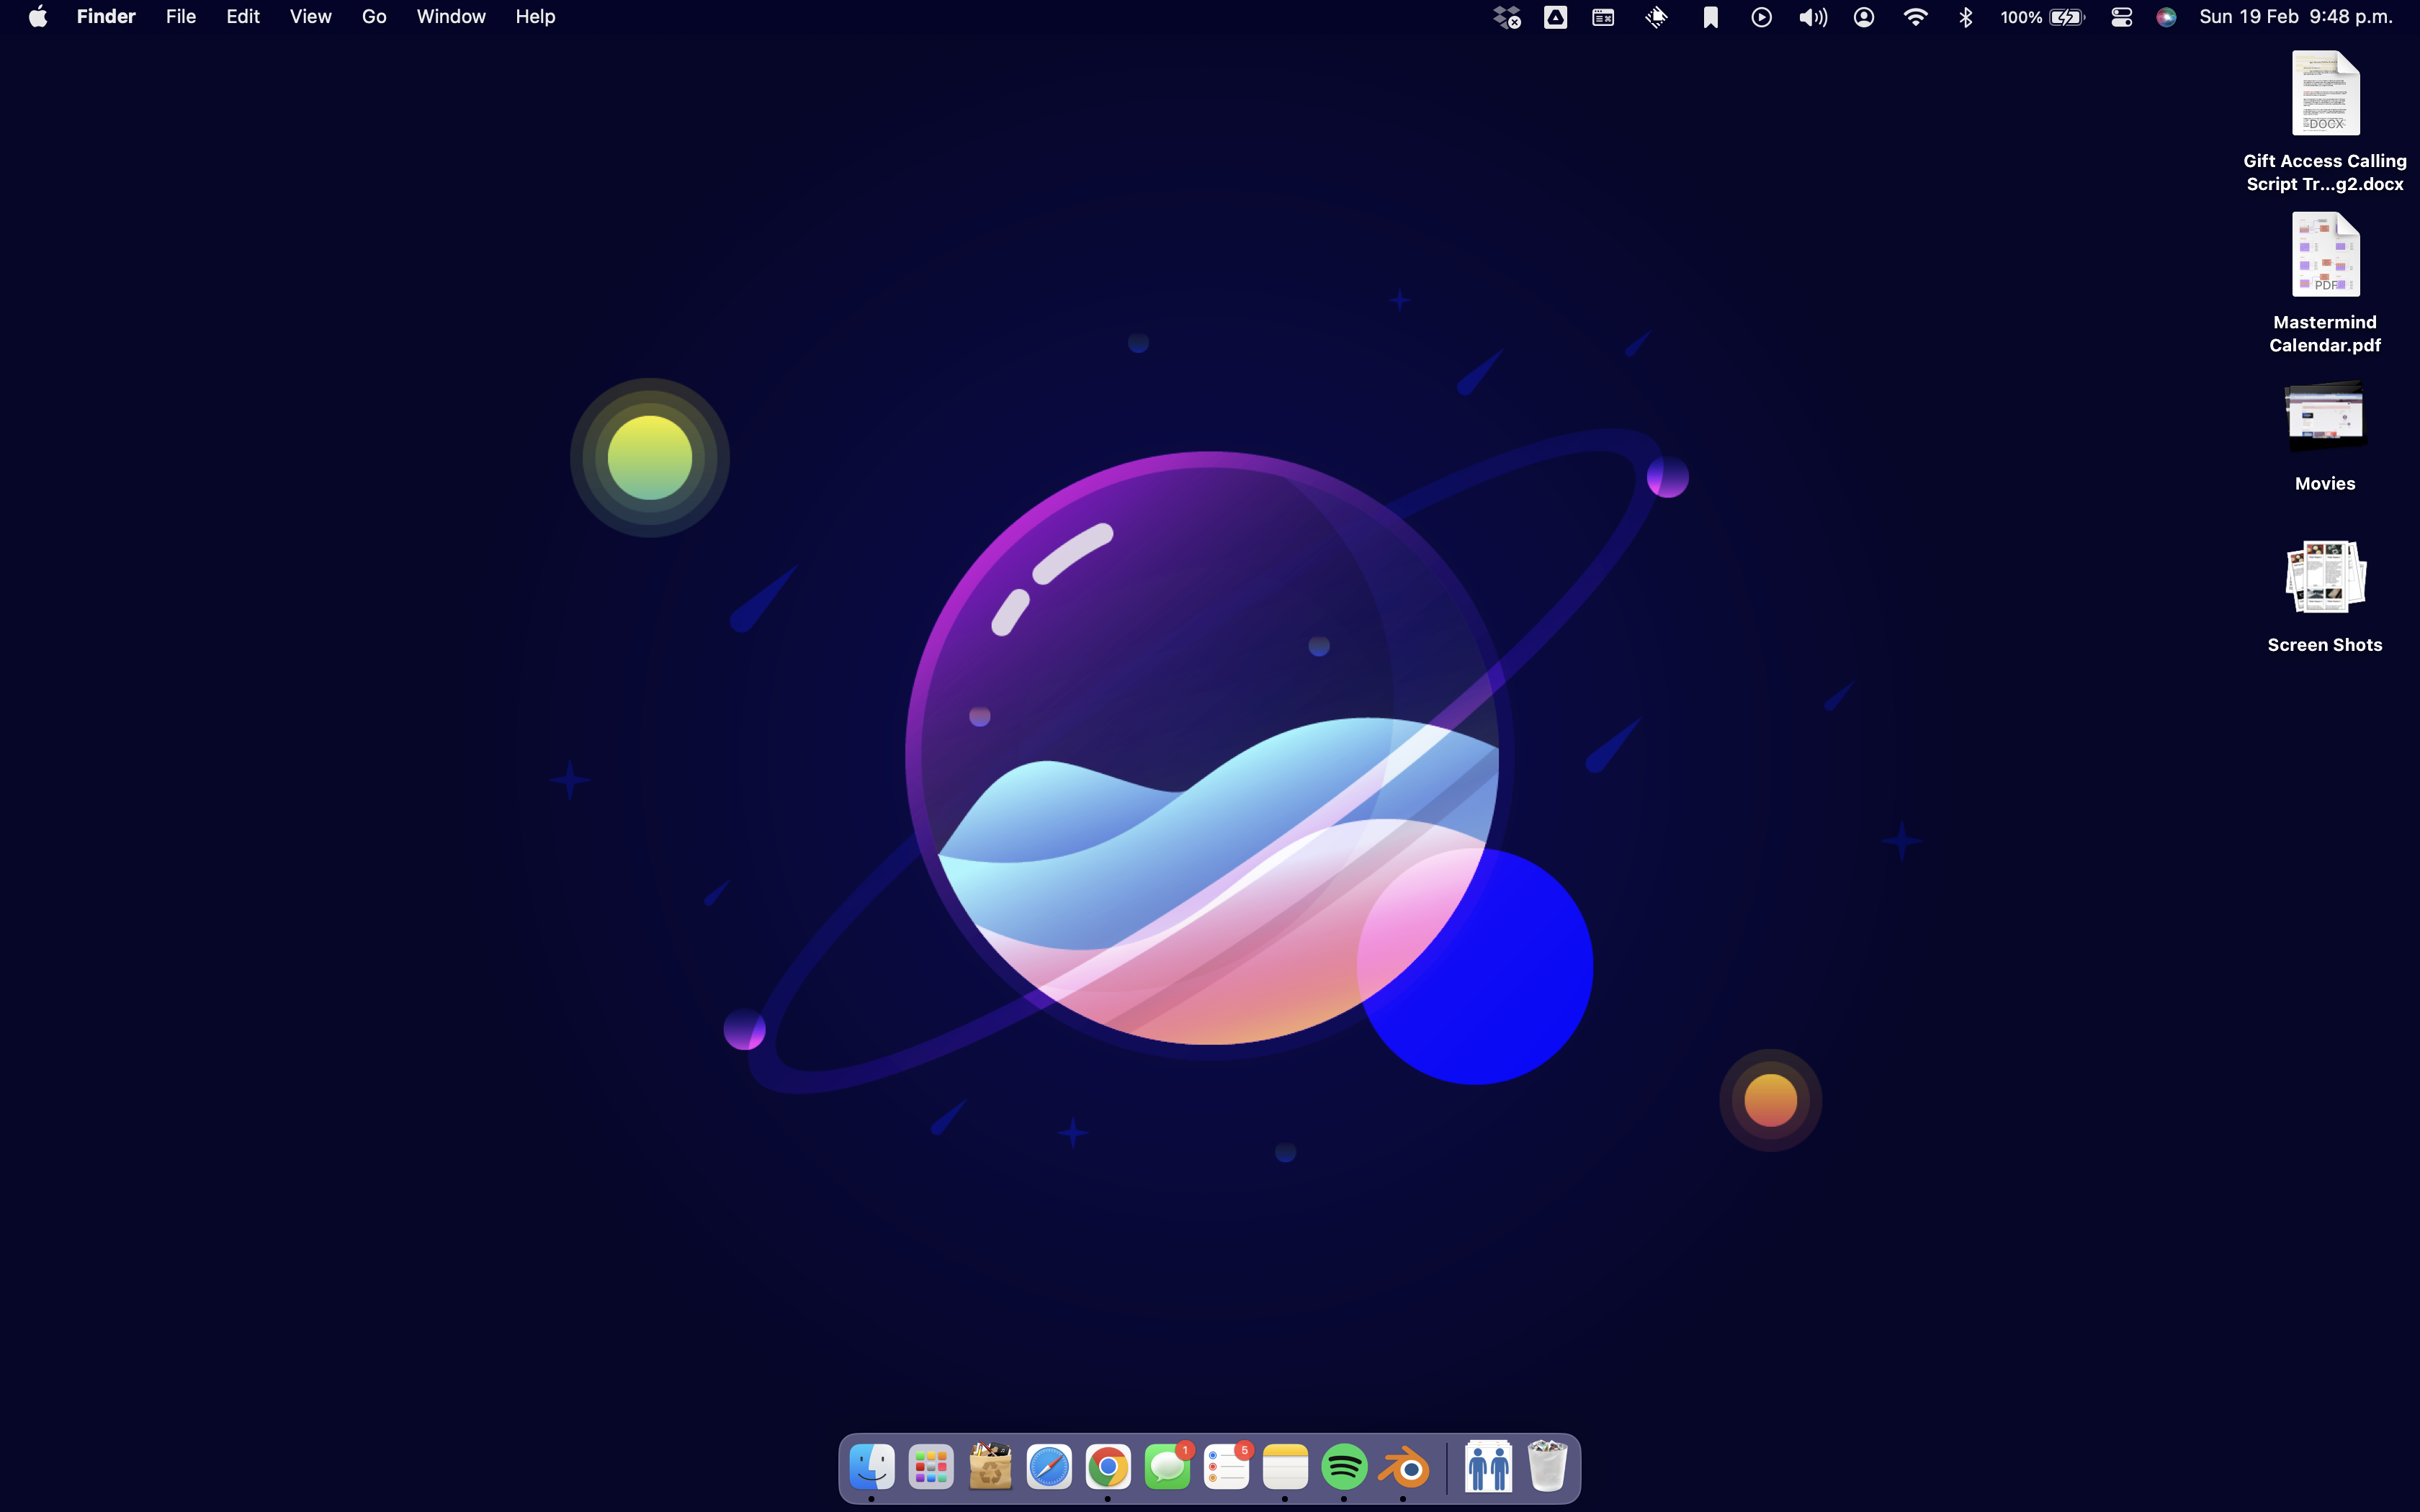 Finder File Edit View Go Window Help
100% Sun 19 Feb 9:48 p.m.
DOCX
Gift Access Calling
Script Tr...g2.docx
PDF
Mastermind
Calendar.pdf
Movies
Screen Shots
1
5